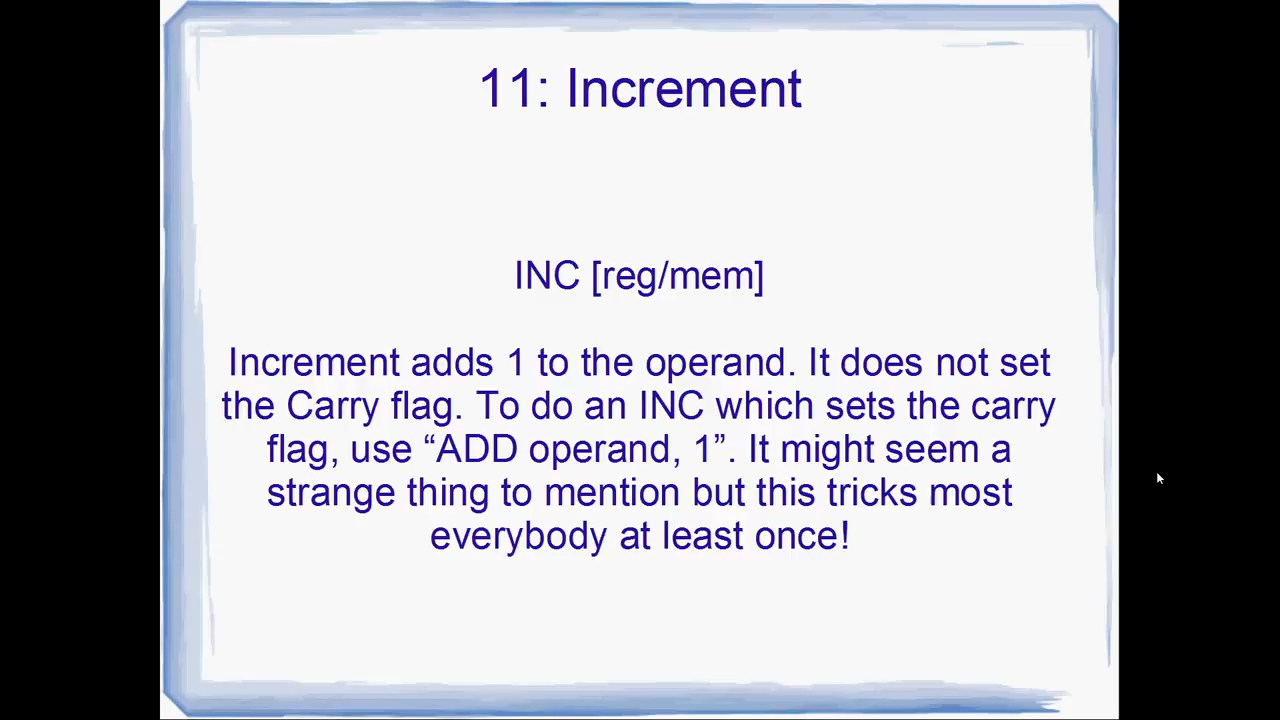 11: Increment
INC [reg/mem]
Increment adds 1 to the operand. It does not set
the Carry flag. To do an INC which sets the carry
flag, use “ADD operand, 1”. It might seem a
strange thing to mention but this tricks most
everybody at least once!